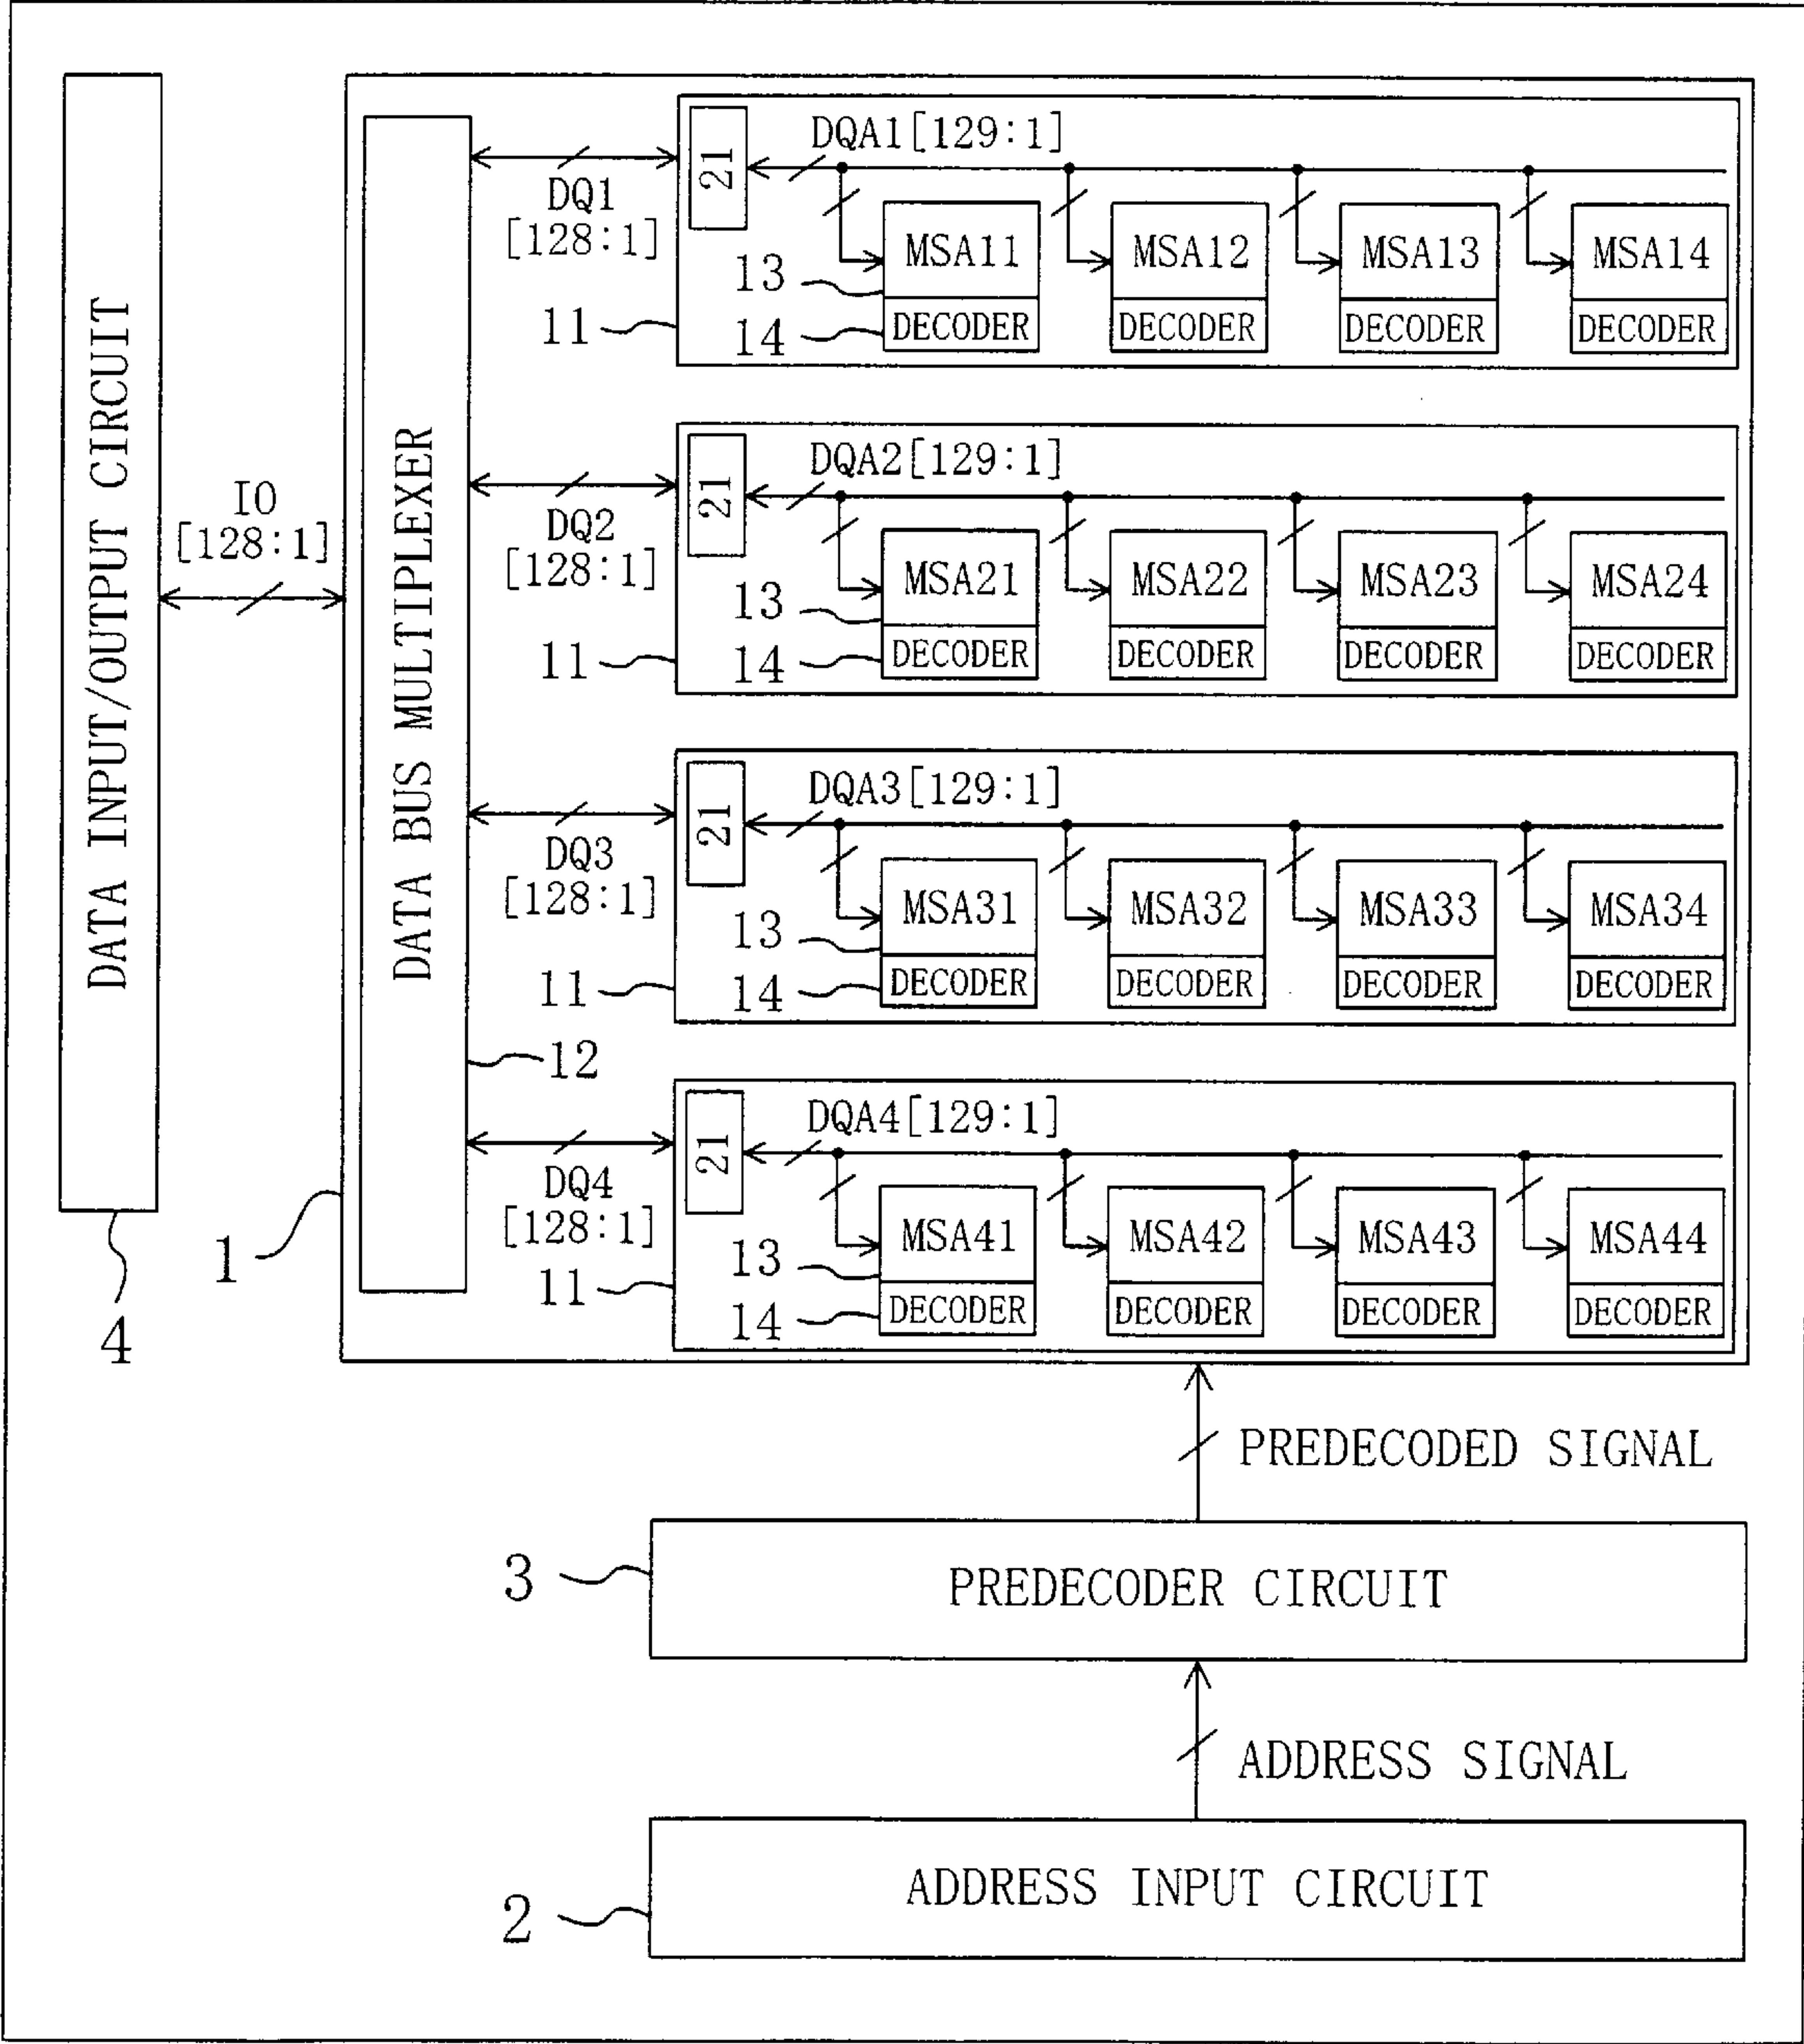 DATA INPUT/OUTPUT CIRCUIT
4
IO
[128:1]
1
DATA BUS MULTIPLEXER
12
DQ1
[128:1]
11
21
DQA1[129:1]
MSA11
MSA12
MSA13
MSA14
13
DECODER
DECODER
DECODER
DECODER
14
DQ2
[128:1]
11
21
DQA2[129:1]
MSA21
MSA22
MSA23
MSA24
13
DECODER
DECODER
DECODER
DECODER
14
DQ3
[128:1]
11
21
DQA3[129:1]
MSA31
MSA32
MSA33
MSA34
13
DECODER
DECODER
DECODER
DECODER
14
DQ4
[128:1]
11
21
DQA4[129:1]
MSA41
MSA42
MSA43
MSA44
13
DECODER
DECODER
DECODER
DECODER
14
PREDECODED SIGNAL
3
PREDECODER CIRCUIT
ADDRESS SIGNAL
2
ADDRESS INPUT CIRCUIT